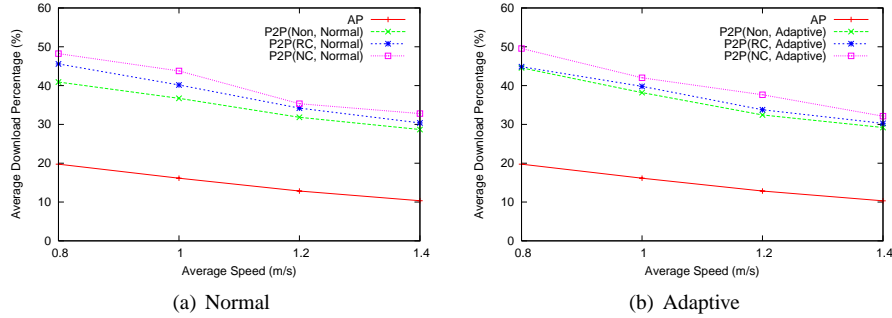 Average Download Percentage (%)
60
50
40
30
20
10
0
0.8
1
1.2
1.4
Average Speed (m/s)
AP
P2P(Non, Normal)
P2P(RC, Normal)
P2P(NC, Normal)
(a) Normal
Average Download Percentage (%)
60
50
40
30
20
10
0
0.8
1
1.2
1.4
Average Speed (m/s)
AP
P2P(Non, Adaptive)
P2P(RC, Adaptive)
P2P(NC, Adaptive)
(b) Adaptive